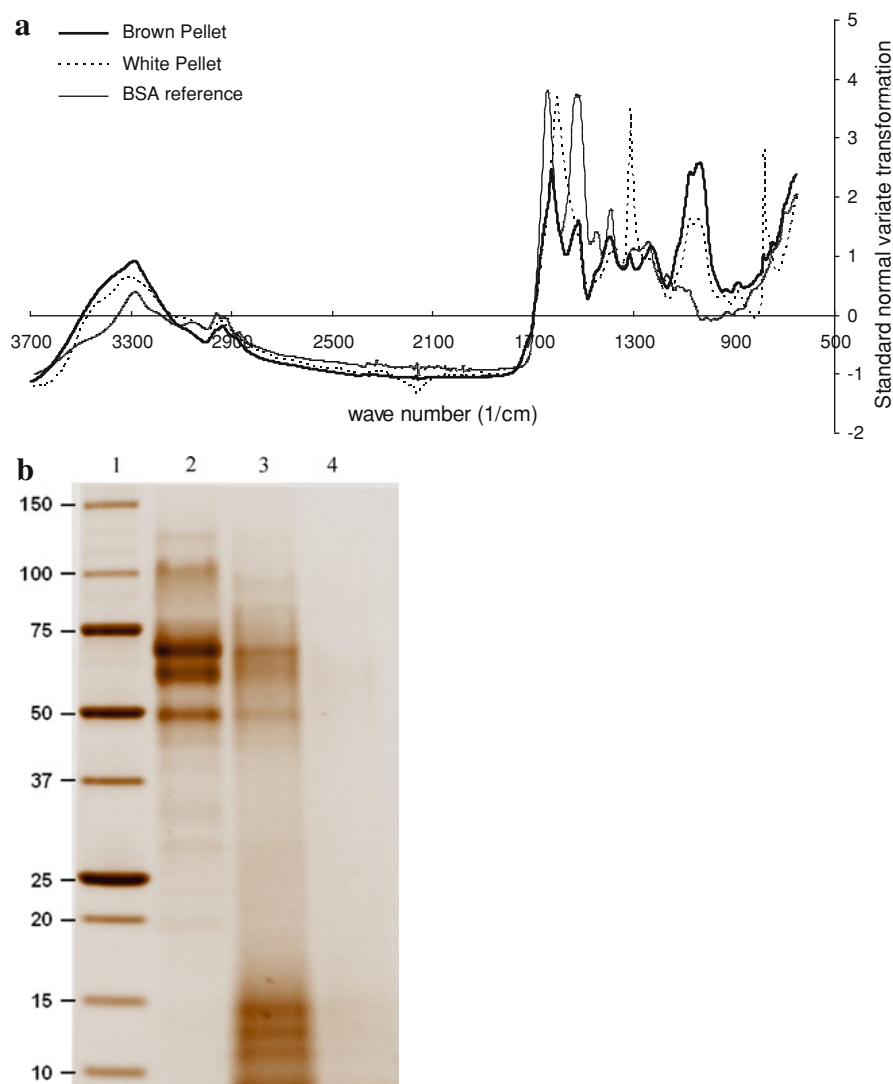 a
Brown Pellet
White Pellet
BSA reference
5
4
3
2
1
0
-1
-2
Standard normal variate transformation
3700 3300 2900 2500 2100 1700 1300 900 500
wave number (1/cm)
b
1 2 3 4
150
100
75
50
37
25
20
15
10